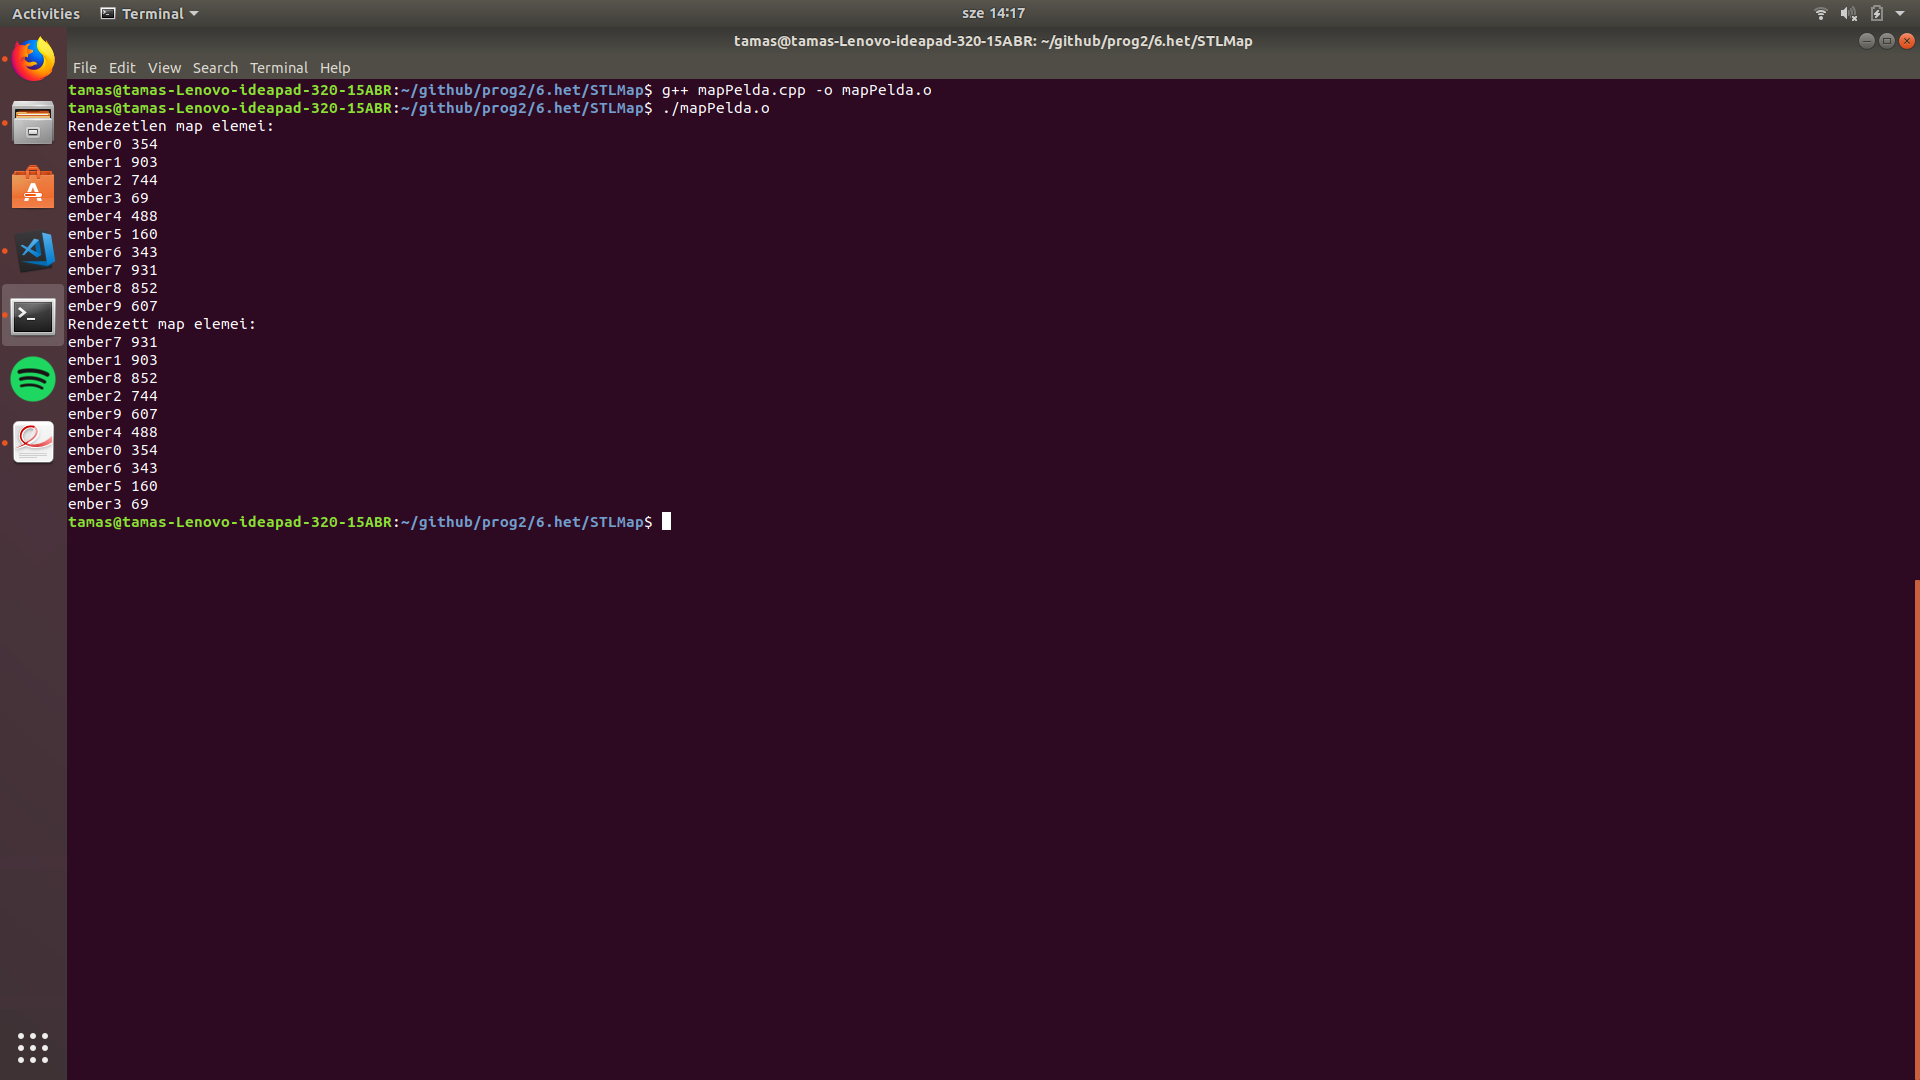 Activities Terminal sze 14:17
tamas@tamas-Lenovo-ideapad-320-15ABR: ~/github/prog2/6.het/STLMap
File Edit View Search Terminal Help
tamas@tamas-Lenovo-ideapad-320-15ABR:~/github/prog2/6.het/STLMap$ g++ mapPelda.cpp -o mapPelda.o
tamas@tamas-Lenovo-ideapad-320-15ABR:~/github/prog2/6.het/STLMap$ ./mapPelda.o
Rendezetlen map elemei:
ember0 354
ember1 903
ember2 744
ember3 69
ember4 488
ember5 160
ember6 343
ember7 931
ember8 852
ember9 607
Rendezett map elemei:
ember7 931
ember1 903
ember8 852
ember2 744
ember9 607
ember4 488
ember0 354
ember6 343
ember5 160
ember3 69
tamas@tamas-Lenovo-ideapad-320-15ABR:~/github/prog2/6.het/STLMap$